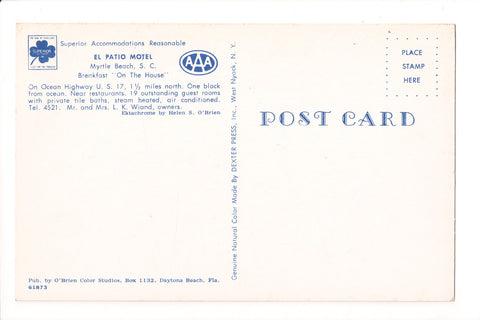 SUPERIOR
Superior Accommodations Reasonable
EL PATIO MOTEL
Myrtle Beach, S. C.
Brenkfast "On The House"
AAA
On Ocean Highway U. S. 17, 1½ miles north. One block
from ocean. Near restaurants. 19 outstanding guest rooms
with private tile baths, steam heated, air conditioned.
Tel. 4521. Mr. and Mrs. L. K. Wiand, owners.
Ektachrome by Helen S. O'Brien
Pub. by O'Brien Color Studios, Box 1132, Daytona Beach, Fla.
61873
Genuine Natural Color Made By DEXTER PRESS, Inc., West Nyack, N. Y.
POST CARD
PLACE
STAMP
HERE